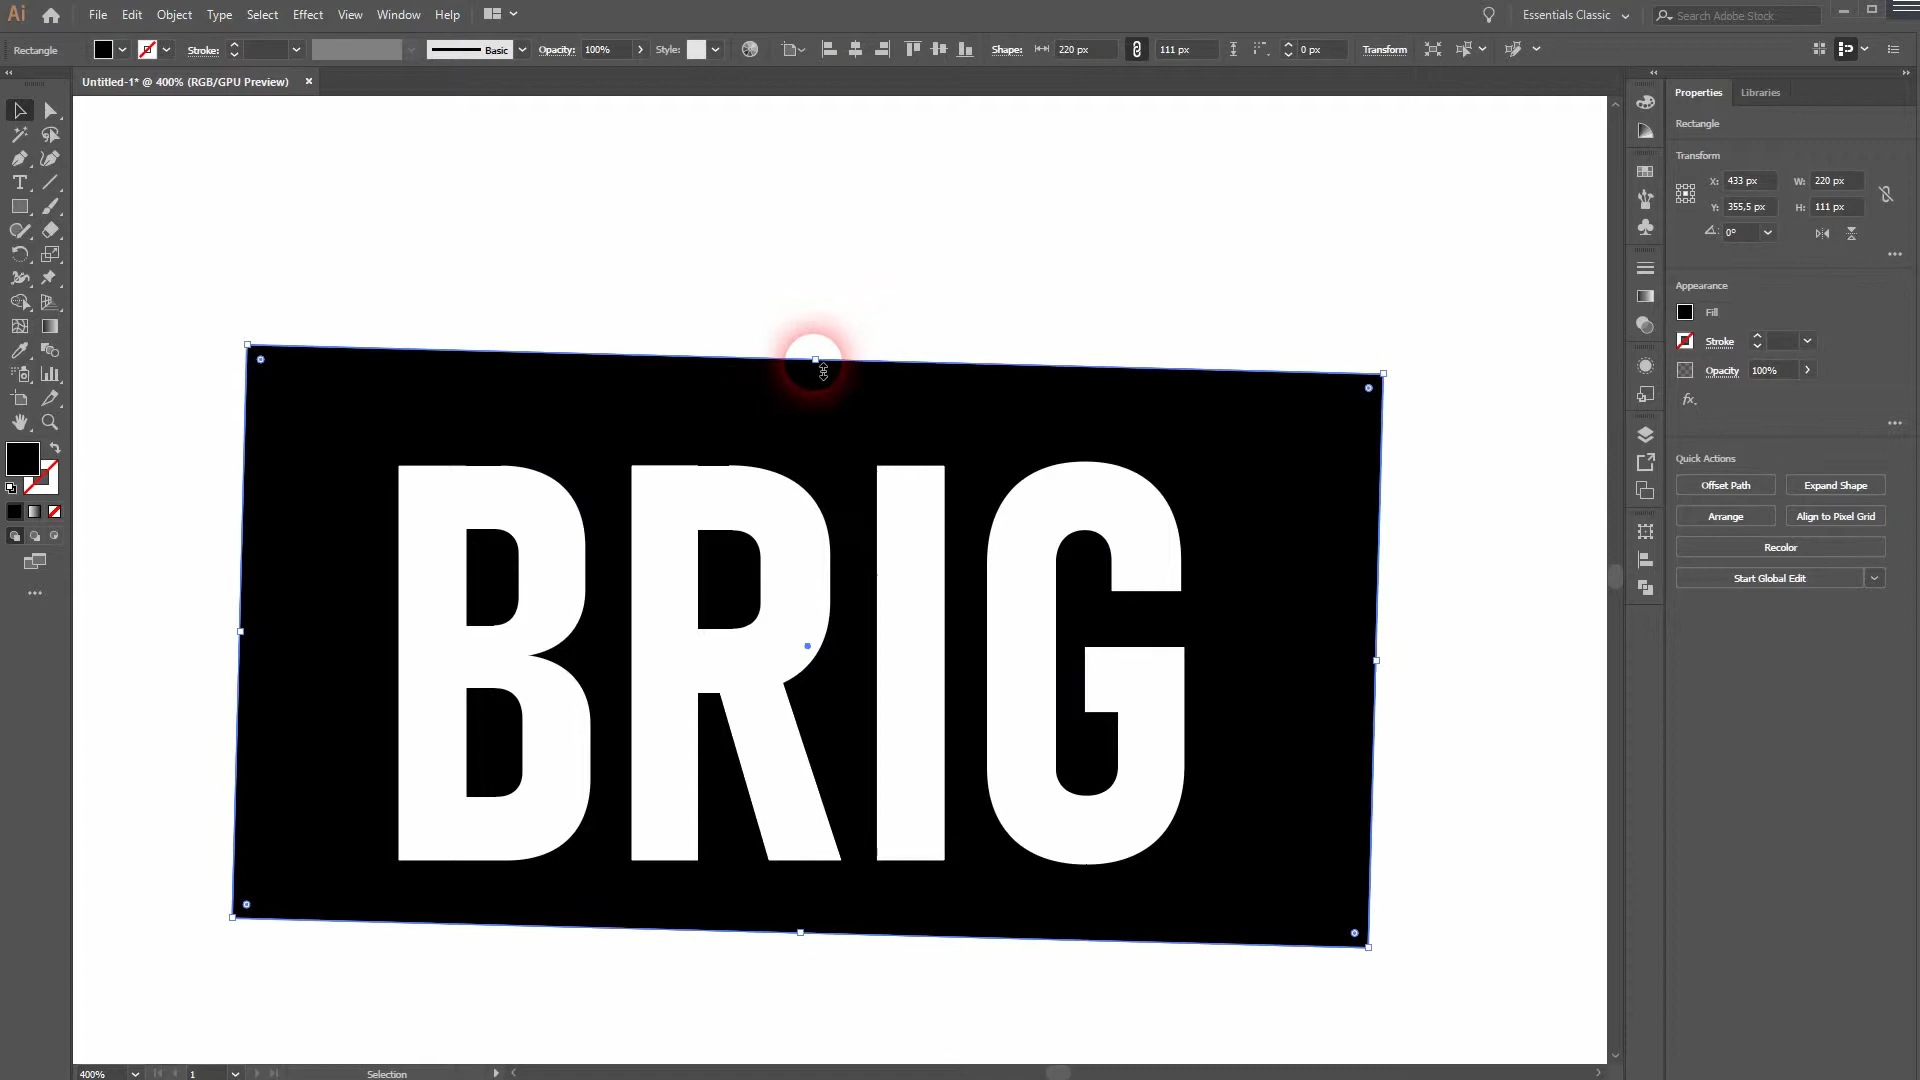 Ai File Edit Object Type Select Effect View Window Help Essentials Classic Search Adobe Stock
Rectangle Stroke: Basic Opacity: 100% Style: Shape: 220 px 111 px 0 px Transform
Untitled-1* @ 400% (RGB/GPU Preview) ×
Properties Libraries
Rectangle
Transform
X: 433 px W: 220 px
Y: 355,5 px H: 111 px
0°
Appearance
Fill
Stroke
Opacity 100%
fx.
Quick Actions
Offset Path Expand Shape
Arrange Align to Pixel Grid
Recolor
Start Global Edit
BRIG
400% 1 Selection